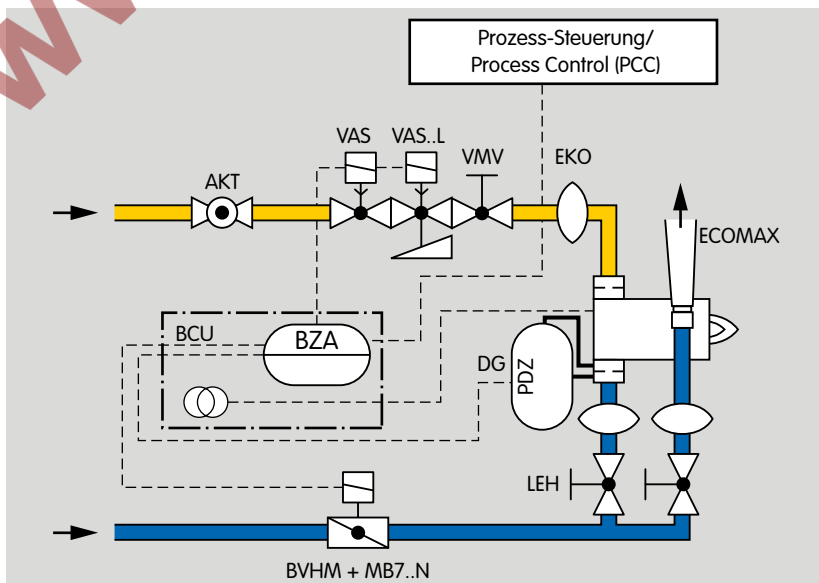 Prozess-Steuerung/
Process Control (PCC)
VAS
VAS..L
VMV
EKO
AKT
ECOMAX
BCU
BZA
DG
PDZ
LEH
BVHM + MB7..N